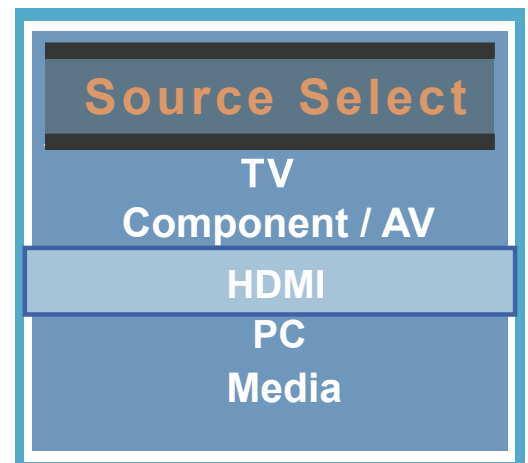 Source Select
TV
Component / AV
HDMI
PC
Media